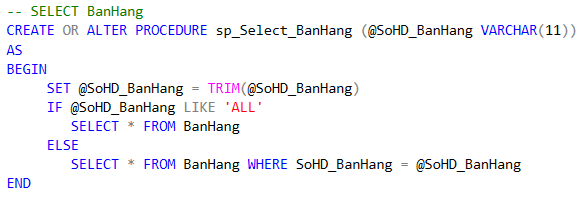 -- SELECT BanHang
CREATE OR ALTER PROCEDURE sp_Select_BanHang (@SoHD_BanHang VARCHAR(11))
AS
BEGIN
     SET @SoHD_BanHang = TRIM(@SoHD_BanHang)
     IF @SoHD_BanHang LIKE 'ALL'
        SELECT * FROM BanHang
     ELSE
        SELECT * FROM BanHang WHERE SoHD_BanHang = @SoHD_BanHang
END